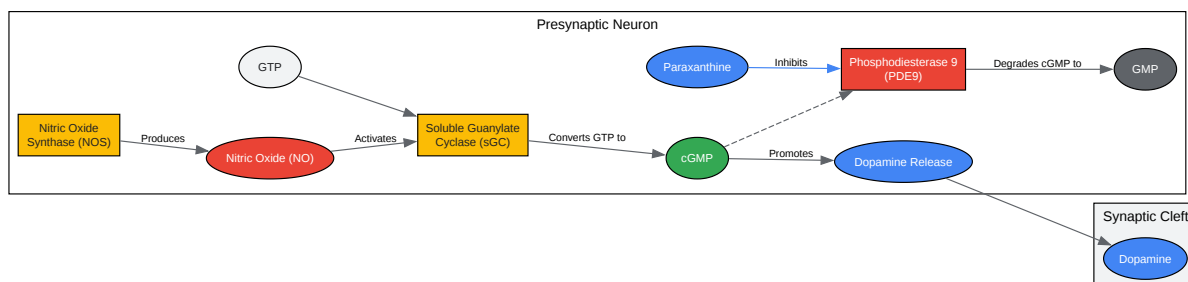 Presynaptic Neuron
GTP
Paraxanthine
Inhibits
Phosphodiesterase 9
(PDE9)
Degrades cGMP to
GMP
Nitric Oxide
Synthase (NOS)
Produces
Nitric Oxide (NO)
Activates
Soluble Guanylate
Cyclase (sGC)
Converts GTP to
cGMP
Promotes
Dopamine Release
Synaptic Cleft
Dopamine